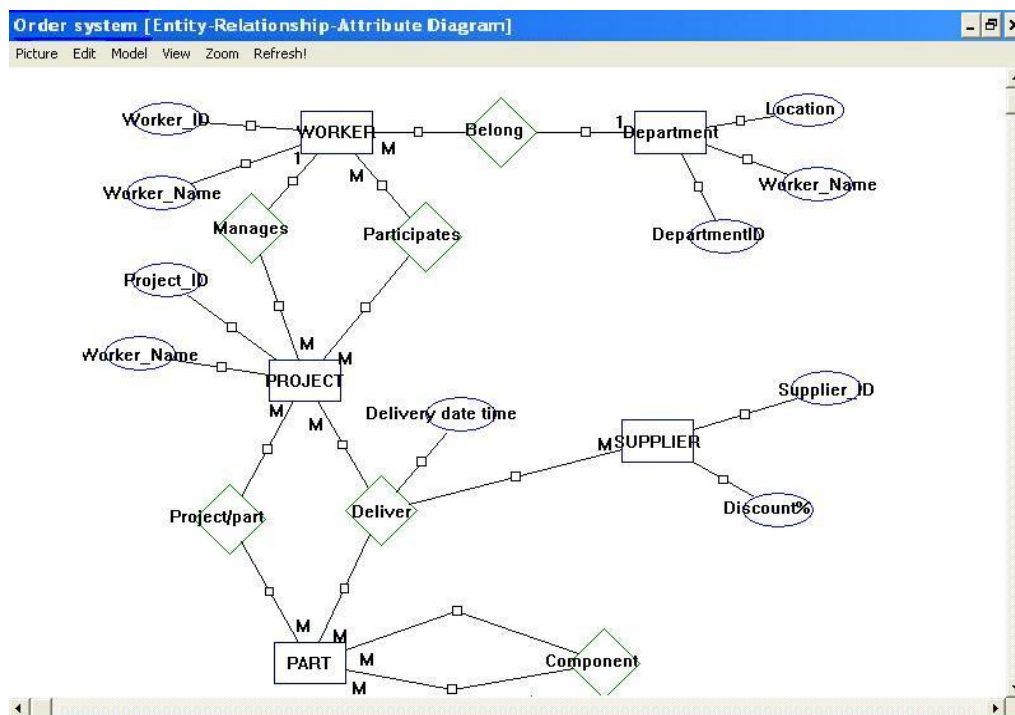 Order system [Entity-Relationship-Attribute Diagram]
Picture Edit Model View Zoom Refresh!
Worker_ID
WORKER
Belong
Department
Location
1
M
1
M
Worker_Name
Worker_Name
Manages
Participates
DepartmentID
Project_ID
M
M
Worker_Name
PROJECT
Supplier_ID
M
M
Delivery date time
M
SUPPLIER
Project/part
Deliver
Discount%
M
M
PART
M
Component
M